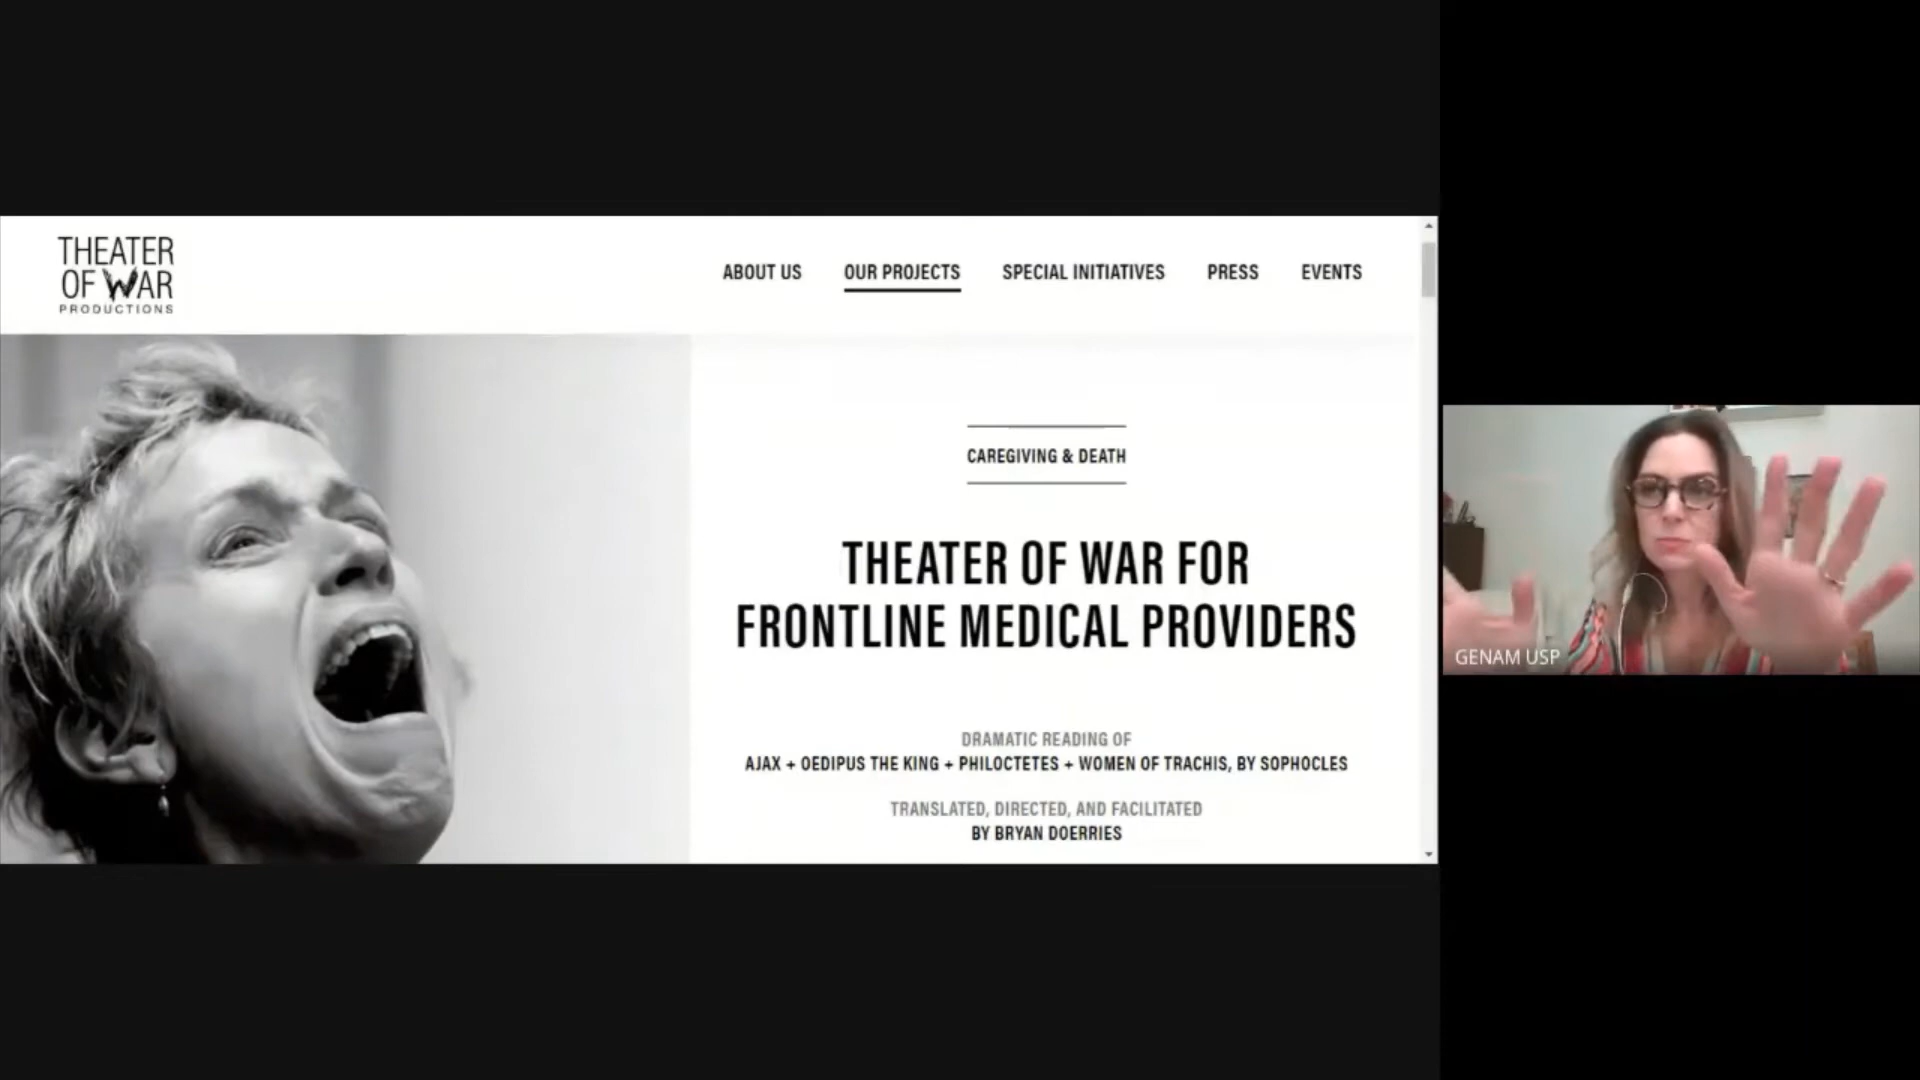 THEATER
OF WAR
PRODUCTIONS
ABOUT US OUR PROJECTS SPECIAL INITIATIVES PRESS EVENTS
CAREGIVING & DEATH
THEATER OF WAR FOR
FRONTLINE MEDICAL PROVIDERS
DRAMATIC READING OF
AJAX + OEDIPUS THE KING + PHILOCTETES + WOMEN OF TRACHIS, BY SOPHOCLES
TRANSLATED, DIRECTED, AND FACILITATED
BY BRYAN DOERRIES
GENAM USP